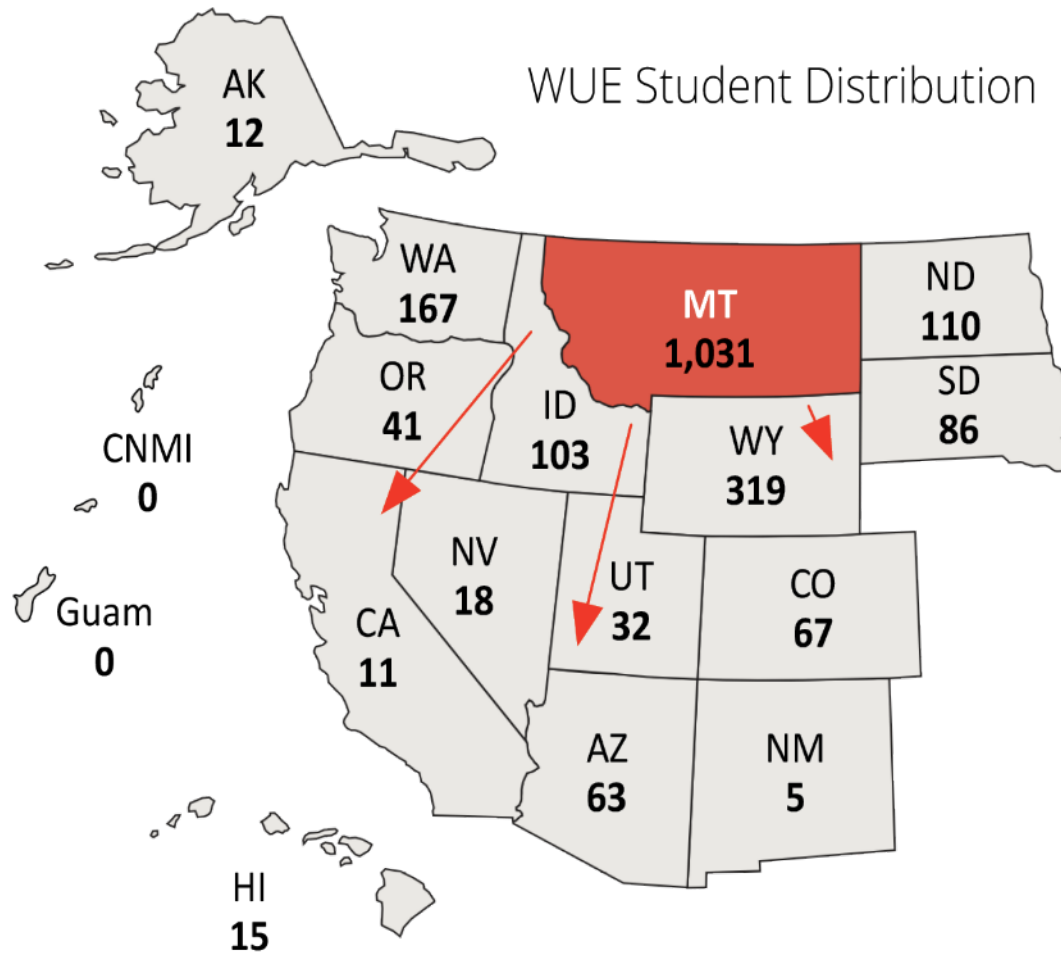 WUE Student Distribution
AK
12
WA
167
MT
1,031
ND
110
OR
41
ID
103
WY
319
SD
86
CNMI
0
NV
18
UT
32
CO
67
Guam
0
CA
11
AZ
63
NM
5
HI
15